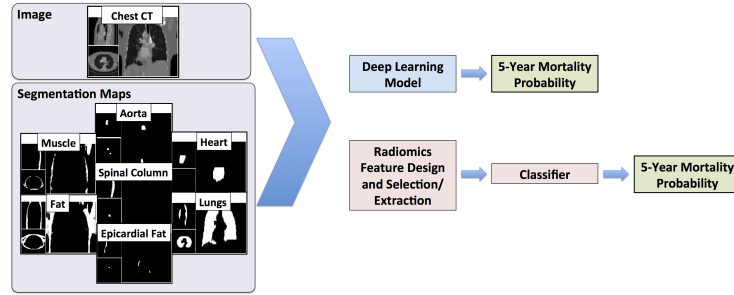 Image
Chest CT
Segmentation Maps
Aorta
Muscle
Heart
Spinal Column
Fat
Lungs
Epicardial Fat
Deep Learning
Model
5-Year Mortality
Probability
Radiomics
Feature Design
and Selection/
Extraction
Classifier
5-Year Mortality
Probability